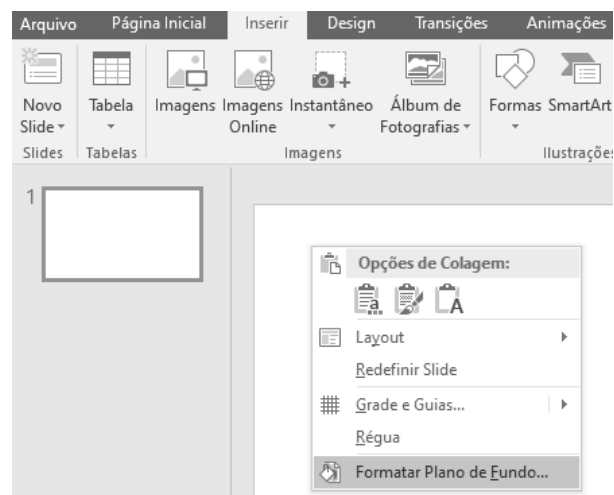 Arquivo Página Inicial Inserir Design Transições Animações
Novo Slide Tabela Imagens Imagens Online Instantâneo Álbum de Fotografias Formas SmartArt
Slides Tabelas Imagens Ilustrações
1
Opções de Colagem:
Layout
Redefinir Slide
Grade e Guias...
Régua
Formatar Plano de Fundo...